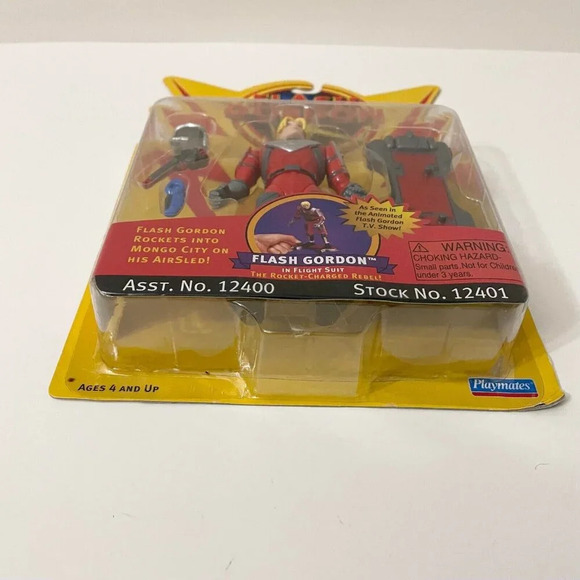 FLASH GORDON
ROCKETS INTO
MONGO CITY ON
HIS AIRSLED!
As Seen in
the Animated
Flash Gordon
T.V. Show!
FLASH GORDON™
IN FLIGHT SUIT
THE ROCKET-CHARGED REBEL!
WARNING:
CHOKING HAZARD-
Small parts. Not for
under 3 years.
ASST. NO. 12400
STOCK NO. 12401
AGES 4 AND UP
Playmates